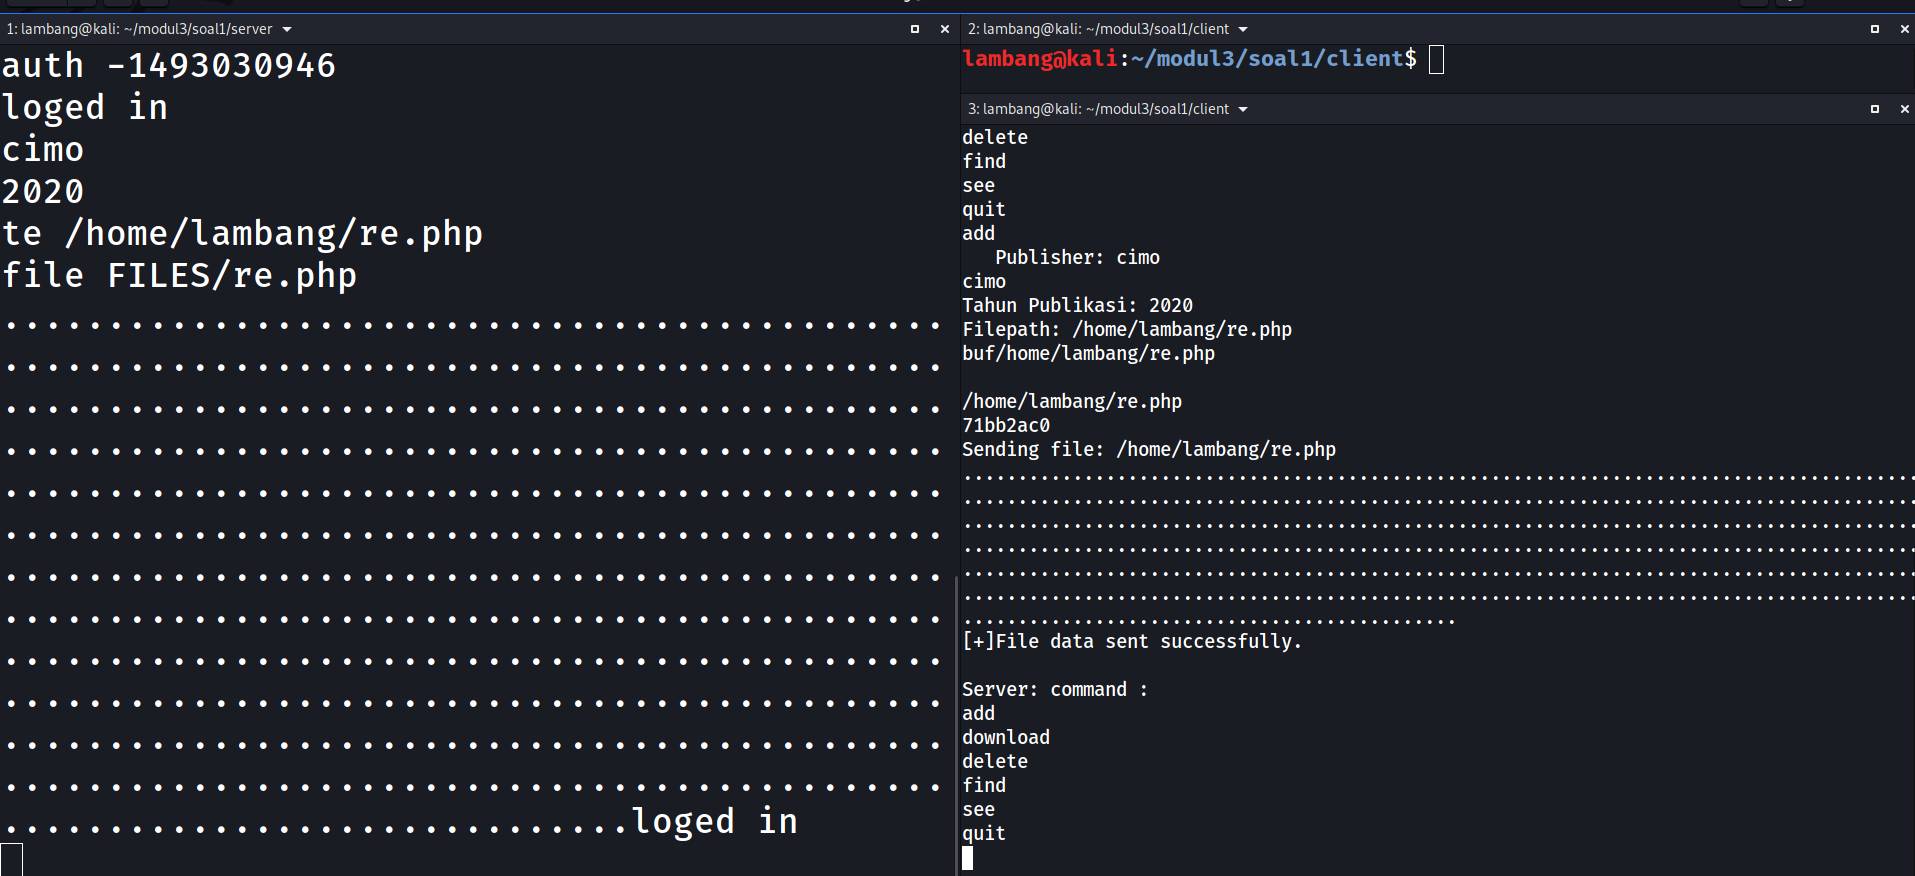 1: lambang@kali: ~/modul3/soal1/server
auth -1493030946
loged in
cimo
2020
te /home/lambang/re.php
file FILES/re.php
.............................................
.............................................
.............................................
.............................................
.............................................
.............................................
.............................................
.............................................
.............................................
.............................................
.............................................
.............................................
..............................loged in
2: lambang@kali: ~/modul3/soal1/client
lambang@kali:~/modul3/soal1/client$
3: lambang@kali: ~/modul3/soal1/client
delete
find
see
quit
add
   Publisher: cimo
cimo
Tahun Publikasi: 2020
Filepath: /home/lambang/re.php
buf/home/lambang/re.php
/home/lambang/re.php
71bb2ac0
Sending file: /home/lambang/re.php
.......................................................................................
.......................................................................................
.......................................................................................
.......................................................................................
.......................................................................................
.......................................................................................
.............................................
[+]File data sent successfully.
Server: command :
add
download
delete
find
see
quit